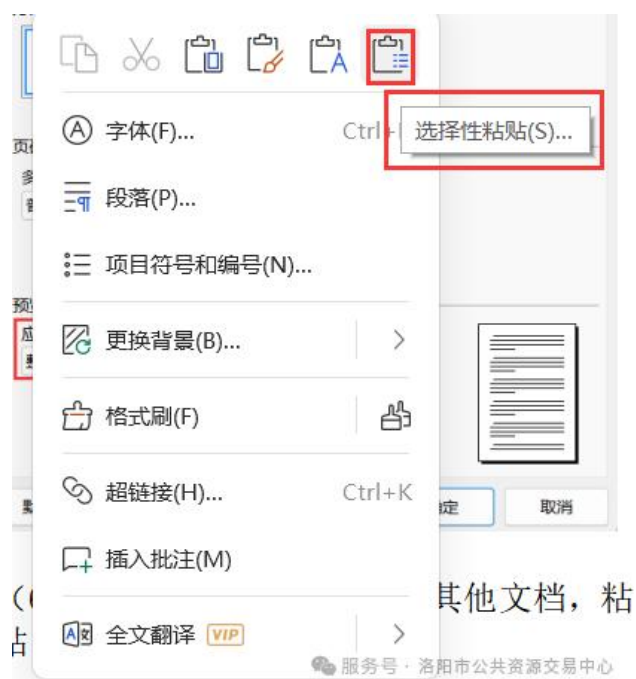 选择性粘贴(S)...
字体(F)...
Ctrl+
段落(P)...
项目符号和编号(N)...
更换背景(B)...
格式刷(F)
超链接(H)...
Ctrl+K
取消
插入批注(M)
其他文档，粘
全文翻译 VIP
服务号 · 洛阳市公共资源交易中心